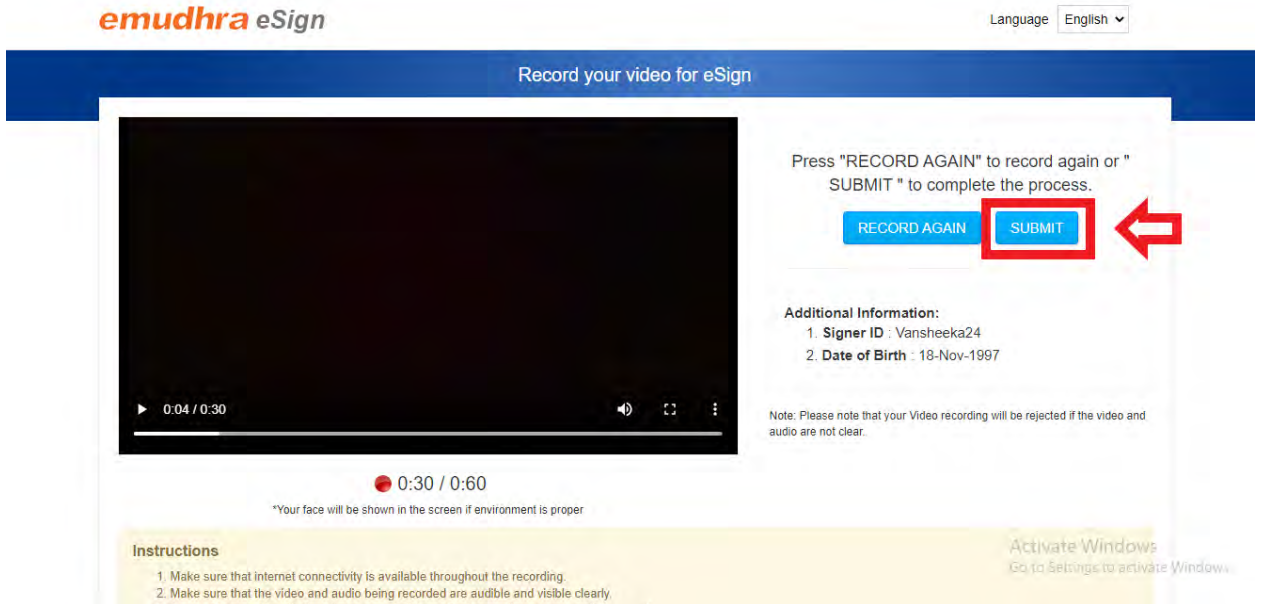 emudhra eSign
Language English
Record your video for eSign
Press "RECORD AGAIN" to record again or "
SUBMIT " to complete the process.
RECORD AGAIN SUBMIT
Additional Information:
1. Signer ID : Vansheeka24
2. Date of Birth : 18-Nov-1997
0:04 / 0:30
Note: Please note that your Video recording will be rejected if the video and
audio are not clear.
0:30 / 0:60
*Your face will be shown in the screen if environment is proper
Instructions
1. Make sure that internet connectivity is available throughout the recording.
2. Make sure that the video and audio being recorded are audible and visible clearly.
Activate Windows
Go to Settings to activate Windows.